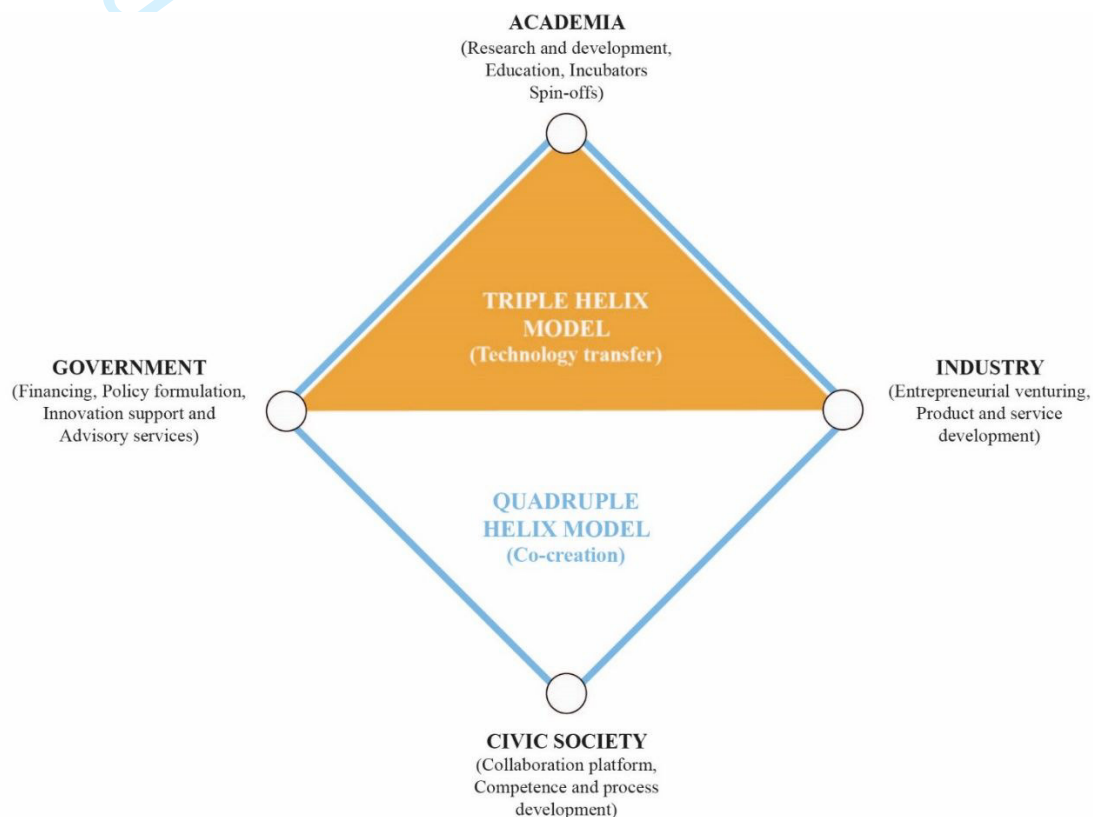 ACADEMIA
(Research and development,
Education, Incubators
Spin-offs)
TRIPLE HELIX
MODEL
(Technology transfer)
GOVERNMENT
(Financing, Policy formulation,
Innovation support and
Advisory services)
INDUSTRY
(Entrepreneurial venturing,
Product and service
development)
QUADRUPLE
HELIX MODEL
(Co-creation)
CIVIC SOCIETY
(Collaboration platform,
Competence and process
development)